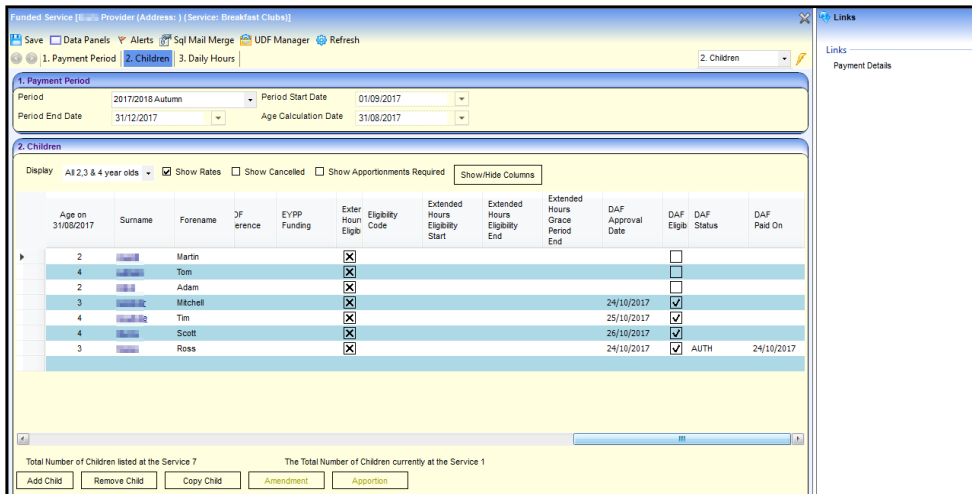 Funded Service [ Provider (Address: ) (Service: Breakfast Clubs)]
Save Data Panels Alerts Sql Mail Merge UDF Manager Refresh
1. Payment Period 2. Children 3. Daily Hours 2. Children
1. Payment Period
Period 2017/2018 Autumn Period Start Date 01/09/2017
Period End Date 31/12/2017 Age Calculation Date 31/08/2017
2. Children
Display All 2,3 & 4 year olds Show Rates Show Cancelled Show Apportionments Required Show/Hide Columns
Age on 31/08/2017 Surname Forename DF erence EYPP Funding Exter Hours Eligib Eligibility Code Extended Hours Eligibility Start Extended Hours Eligibility End Extended Hours Grace Period End DAF Approval Date DAF Eligib DAF Status DAF Paid On
2 Martin
4 Tom
2 Adam
3 Mitchell 24/10/2017
4 Tim 25/10/2017
4 Scott 26/10/2017
3 Ross 24/10/2017 AUTH 24/10/2017
Total Number of Children listed at the Service 7 The Total Number of Children currently at the Service 1
Add Child Remove Child Copy Child Amendment Apportion
Links
Links
Payment Details